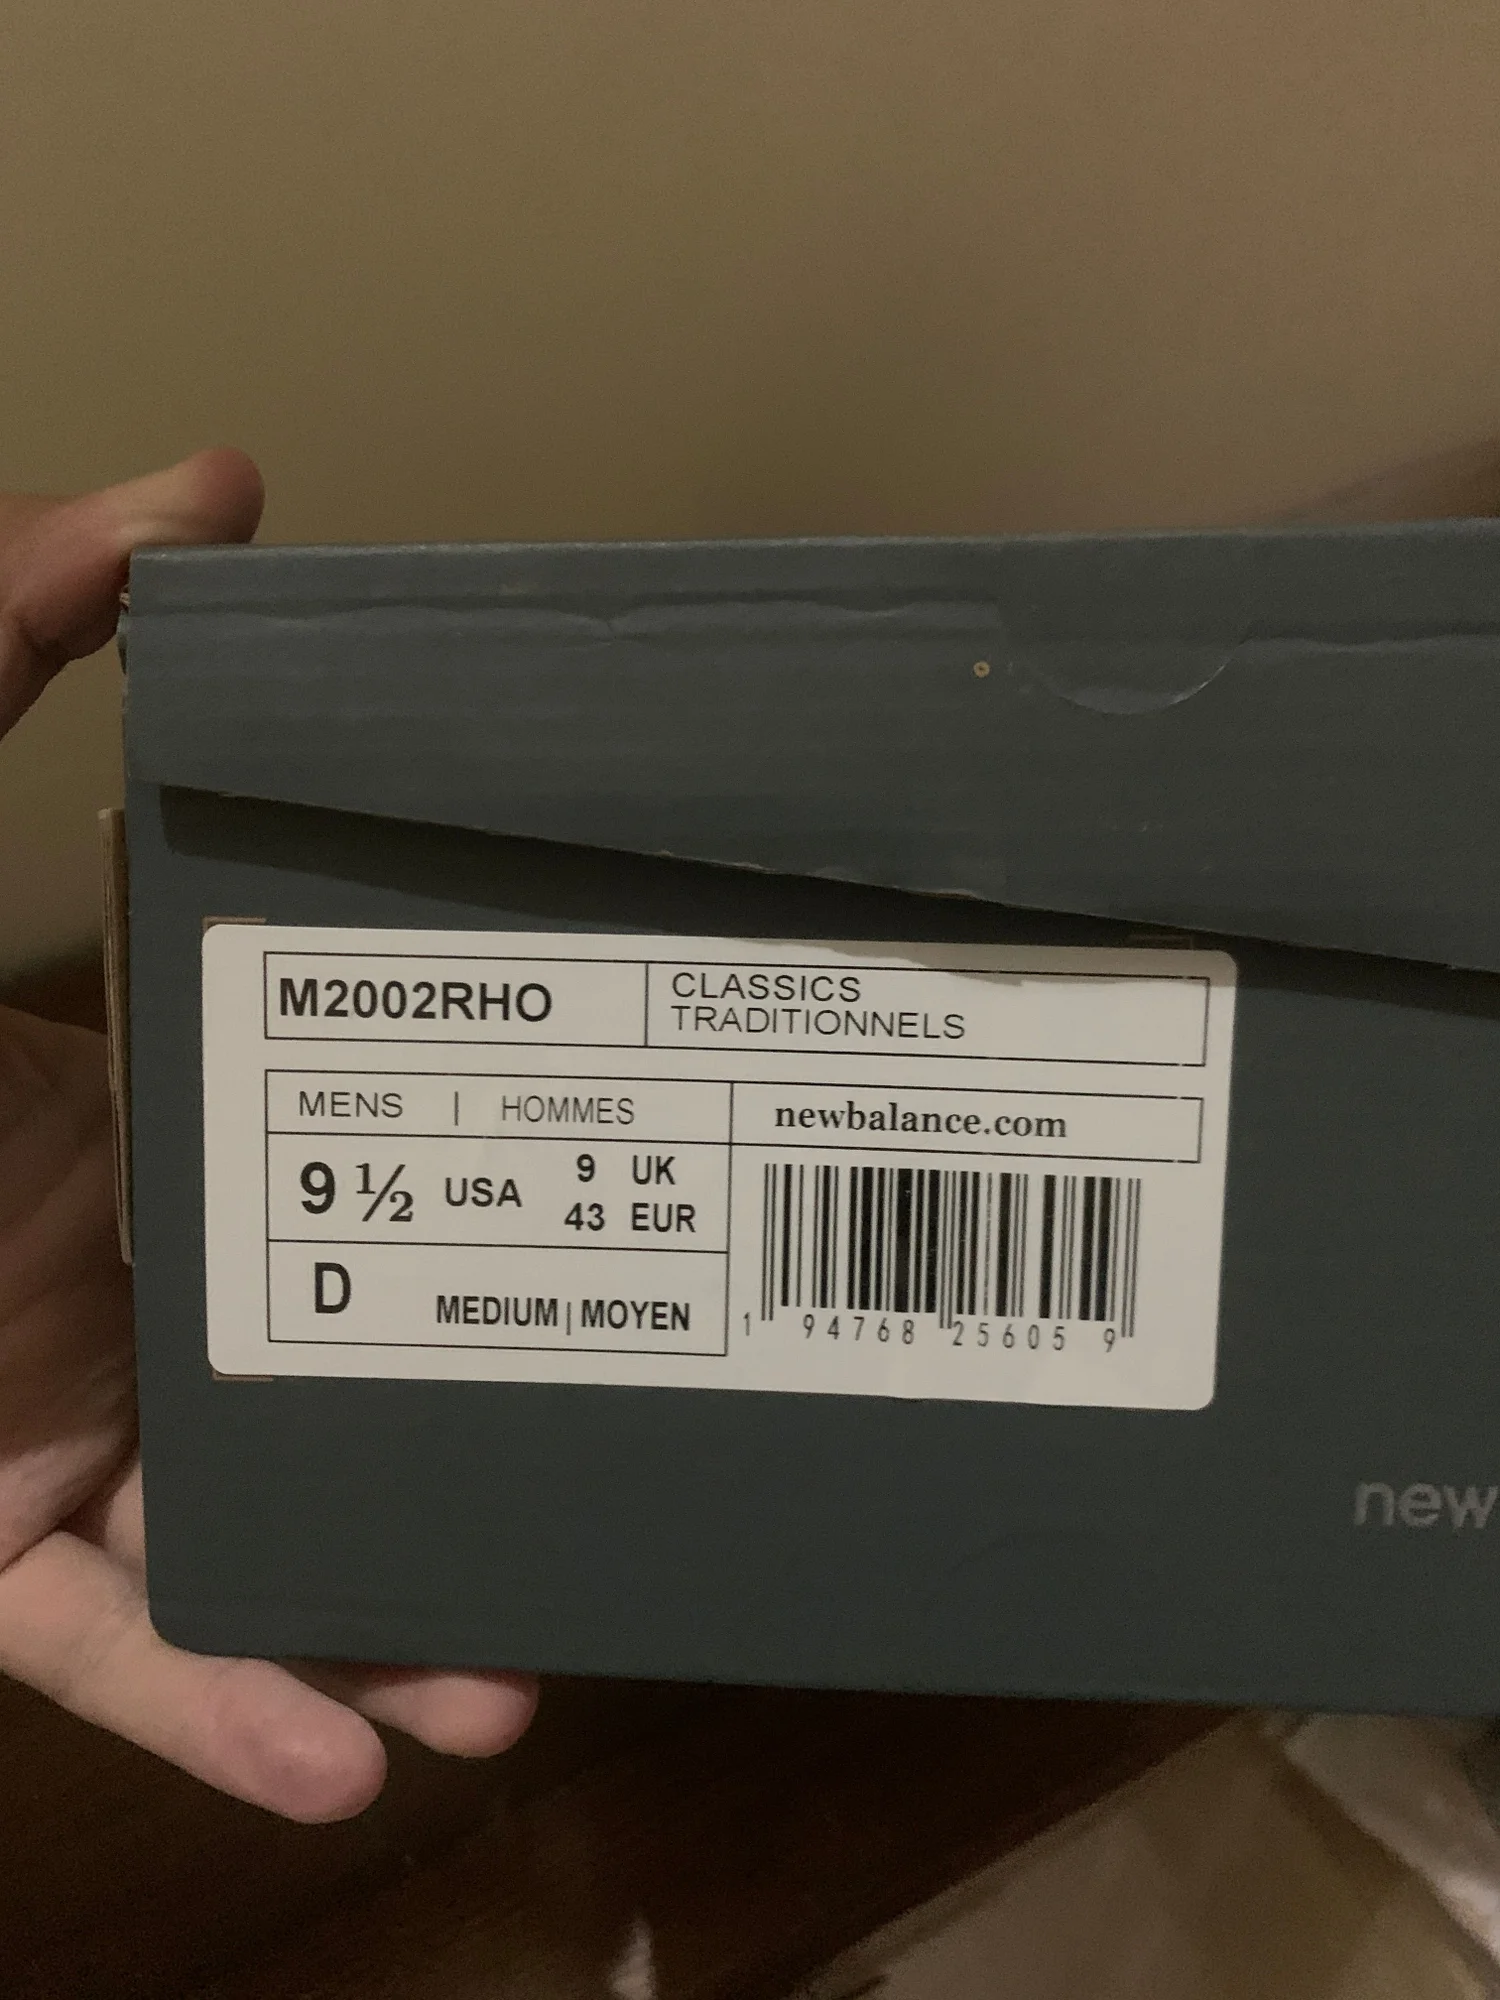 M2002RHO
CLASSICS
TRADITIONNELS
MENS | HOMMES
newbalance.com
9 ½ USA
9 UK
43 EUR
D
MEDIUM | MOYEN
1 94768 25605 9
new